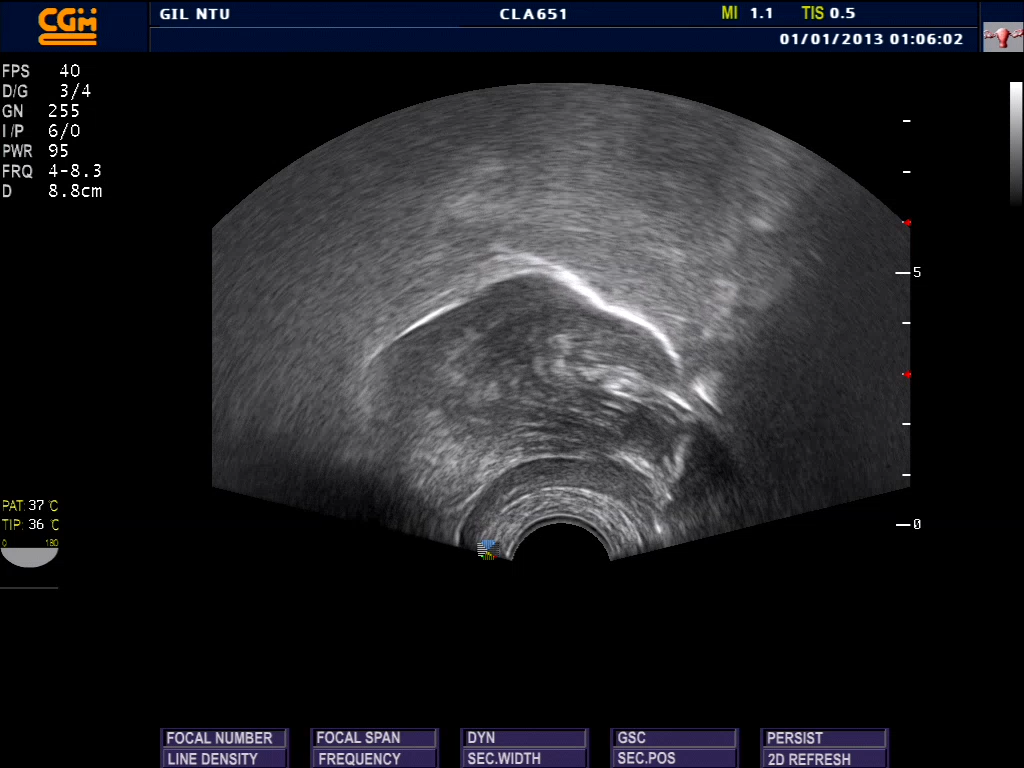 CGM
GIL NTU
CLA651
MI 1.1 TIS 0.5
01/01/2013 01:06:02
FPS 40
D/G 3/4
GN 255
I/P 6/0
PWR 95
FRQ 4-8.3
D 8.8cm
5
PAT: 37 °C
TIP: 36 °C
0 180
0
FOCAL NUMBER
LINE DENSITY
FOCAL SPAN
FREQUENCY
DYN
SEC.WIDTH
GSC
SEC.POS
PERSIST
2D REFRESH